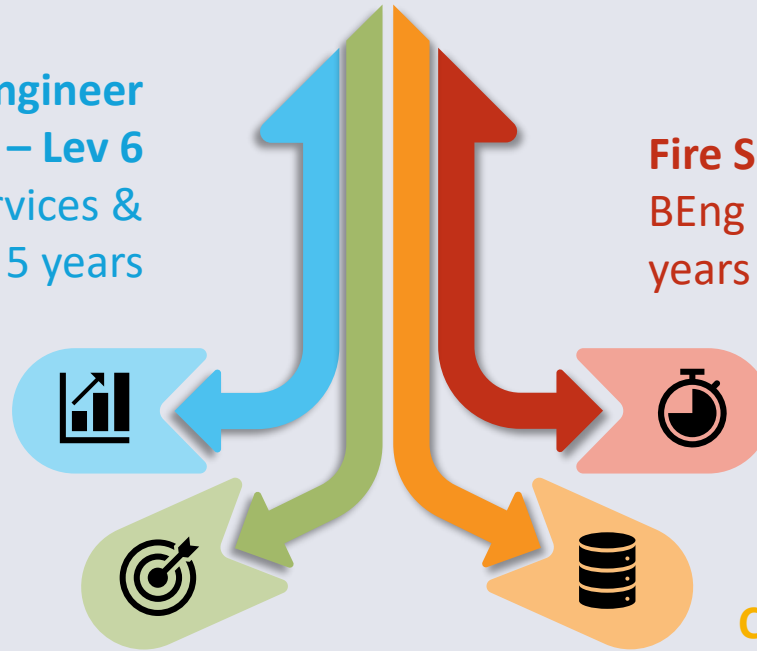 ngineer
– Lev 6
rvices &
5 years
Fire S
BEng
years